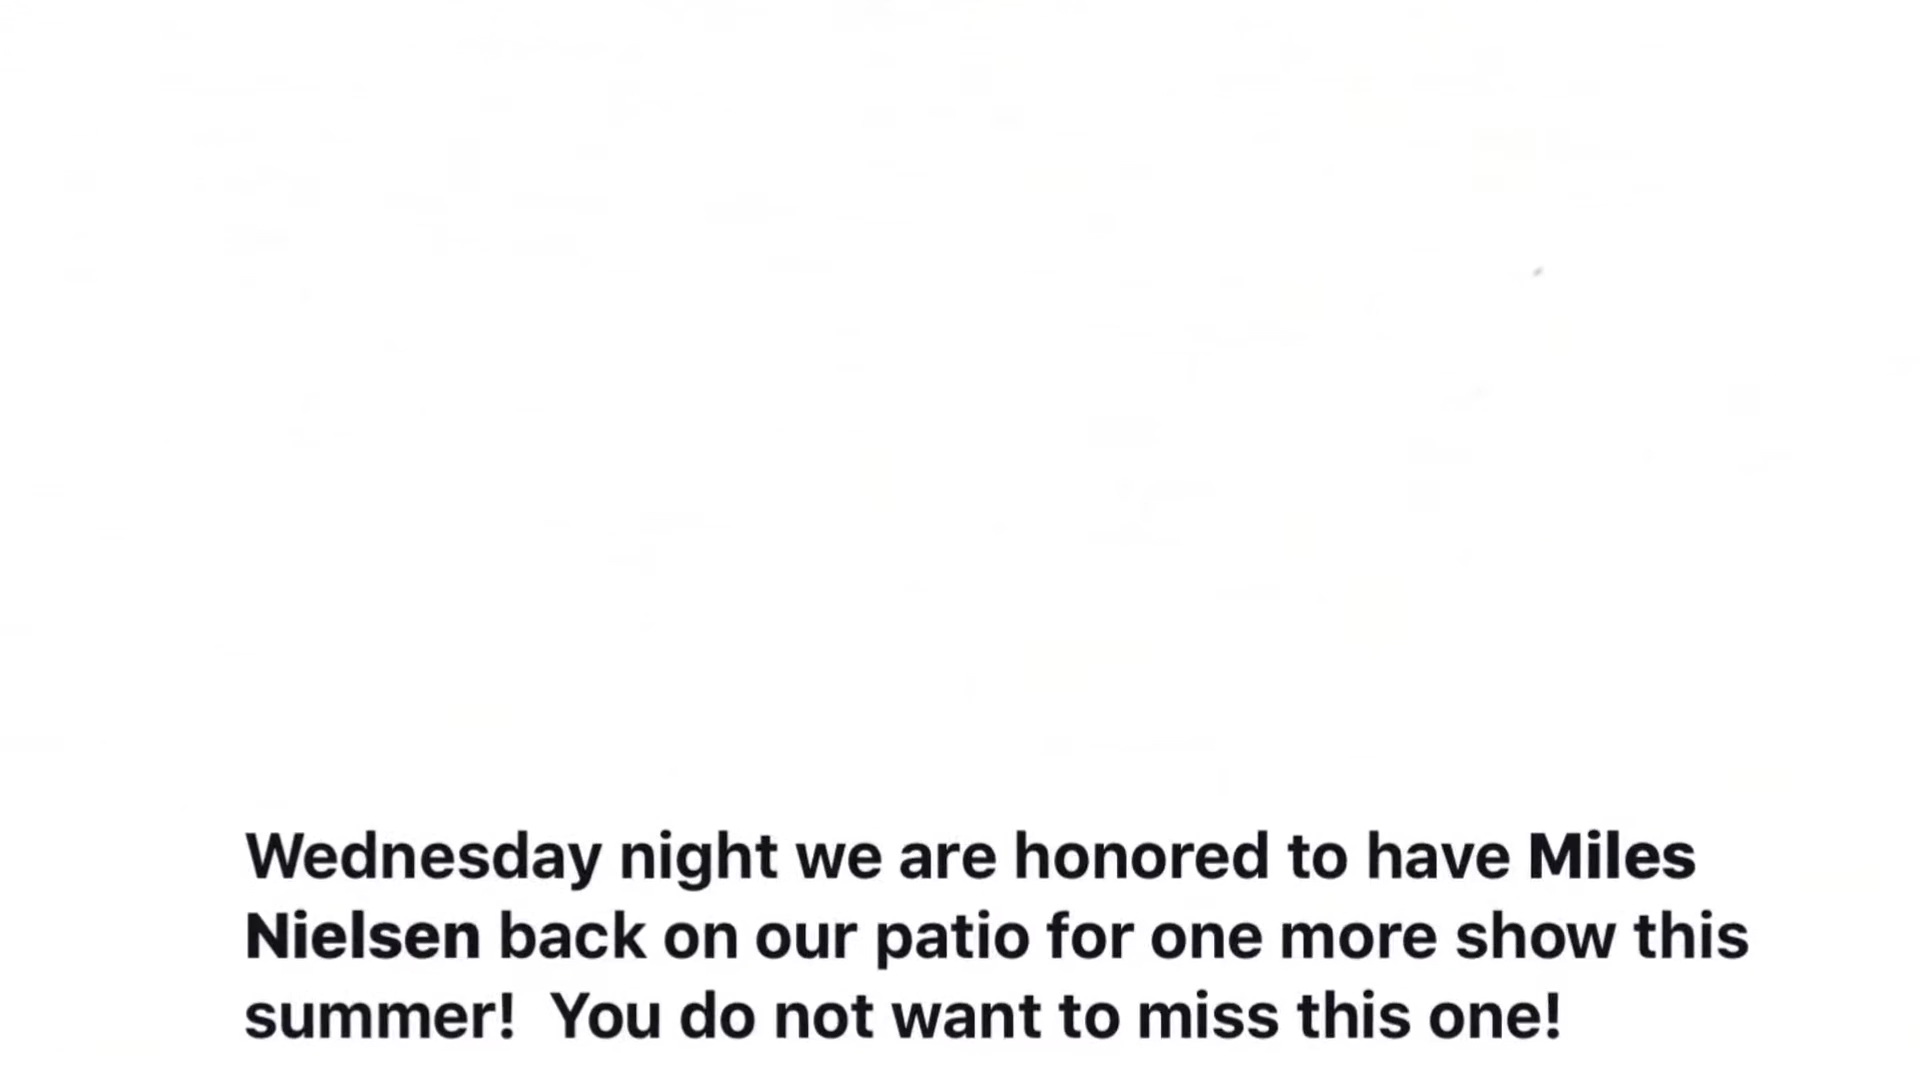 Wednesday night we are honored to have Miles
Nielsen back on our patio for one more show this
summer!  You do not want to miss this one!